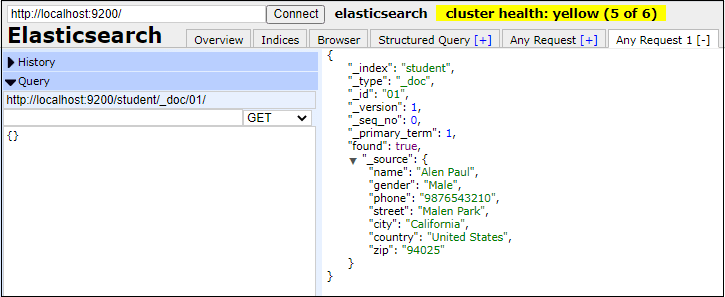 http://localhost:9200/ Connect elasticsearch cluster health: yellow (5 of 6)
Elasticsearch Overview Indices Browser Structured Query [+] Any Request [+] Any Request 1 [-]
History
Query
http://localhost:9200/student/_doc/01/
GET
{}
{
"_index": "student",
"_type": "_doc",
"_id": "01",
"_version": 1,
"_seq_no": 0,
"_primary_term": 1,
"found": true,
"_source": {
"name": "Alen Paul",
"gender": "Male",
"phone": "9876543210",
"street": "Malen Park",
"city": "California",
"country": "United States",
"zip": "94025"
}
}